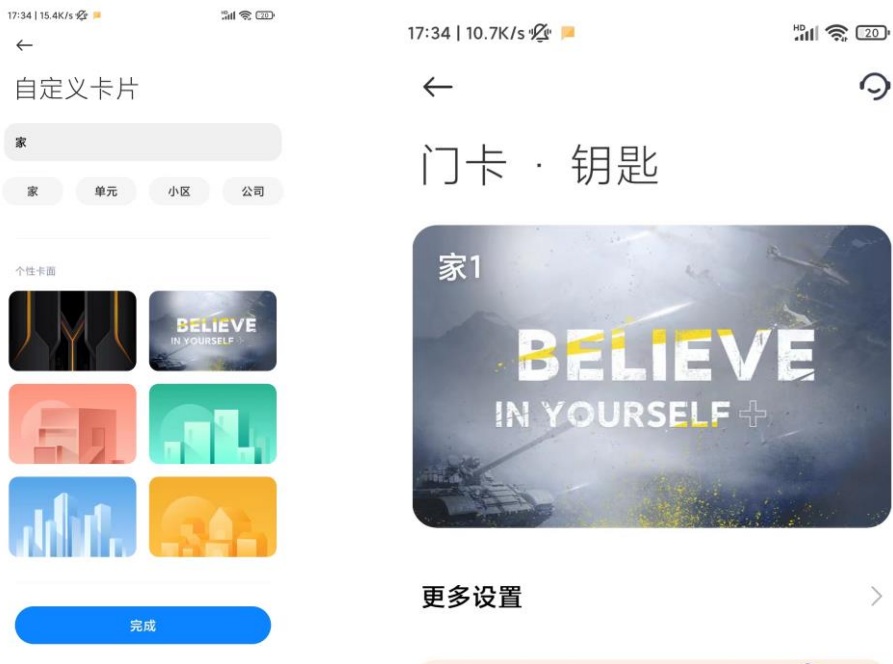 17:34 | 15.4K/s
HD
20
自定义卡片
家
家 单元 小区 公司
个性卡面
BELIEVE
IN YOURSELF
完成
17:34 | 10.7K/s
HD
20
门卡 · 钥匙
家1
BELIEVE
IN YOURSELF
更多设置